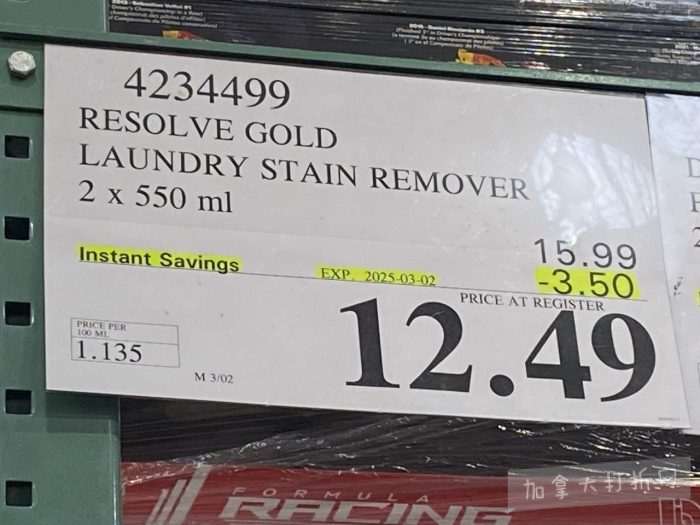 4234499
RESOLVE GOLD
LAUNDRY STAIN REMOVER
2 x 550 ml
15.99
Instant Savings EXP. 2025-03-02 -3.50
PRICE AT REGISTER
12.49
PRICE PER
100 ML
1.135
M 3/02
FORMULA
RACING
加拿大打折网